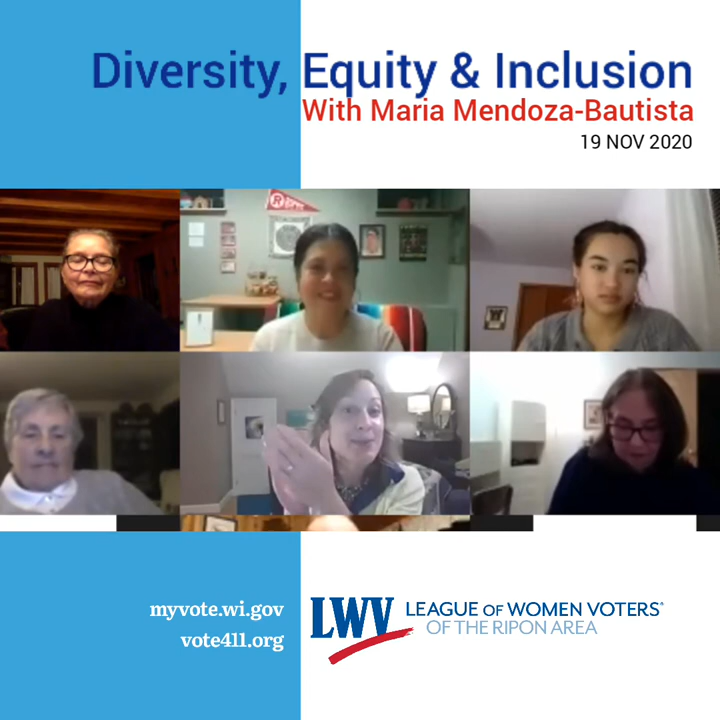 Diversity, Equity & Inclusion
With Maria Mendoza-Bautista
19 NOV 2020
myvote.wi.gov
vote411.org
LWV LEAGUE OF WOMEN VOTERS®
OF THE RIPON AREA